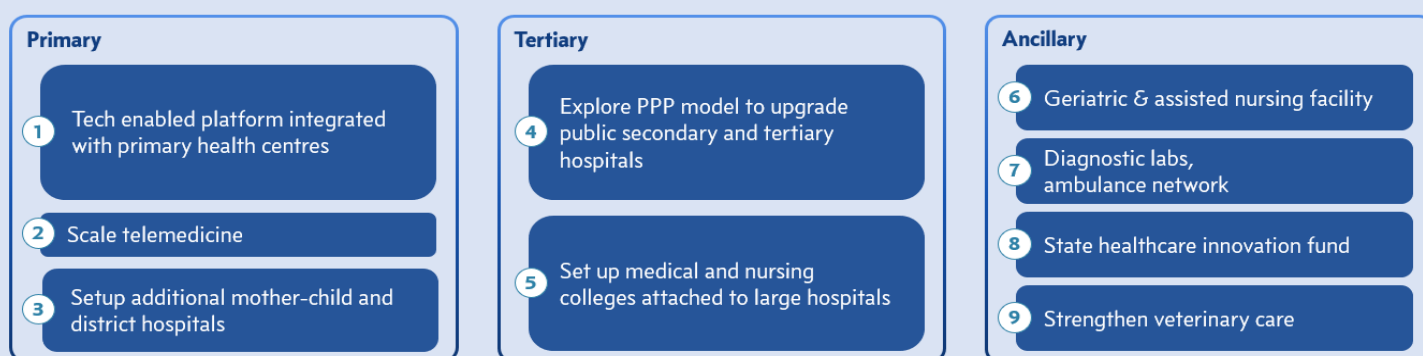 Primary
1
Tech enabled platform integrated
with primary health centres
2
Scale telemedicine
3
Setup additional mother-child and
district hospitals
Tertiary
4
Explore PPP model to upgrade
public secondary and tertiary
hospitals
5
Set up medical and nursing
colleges attached to large hospitals
Ancillary
6
Geriatric & assisted nursing facility
7
Diagnostic labs,
ambulance network
8
State healthcare innovation fund
9
Strengthen veterinary care